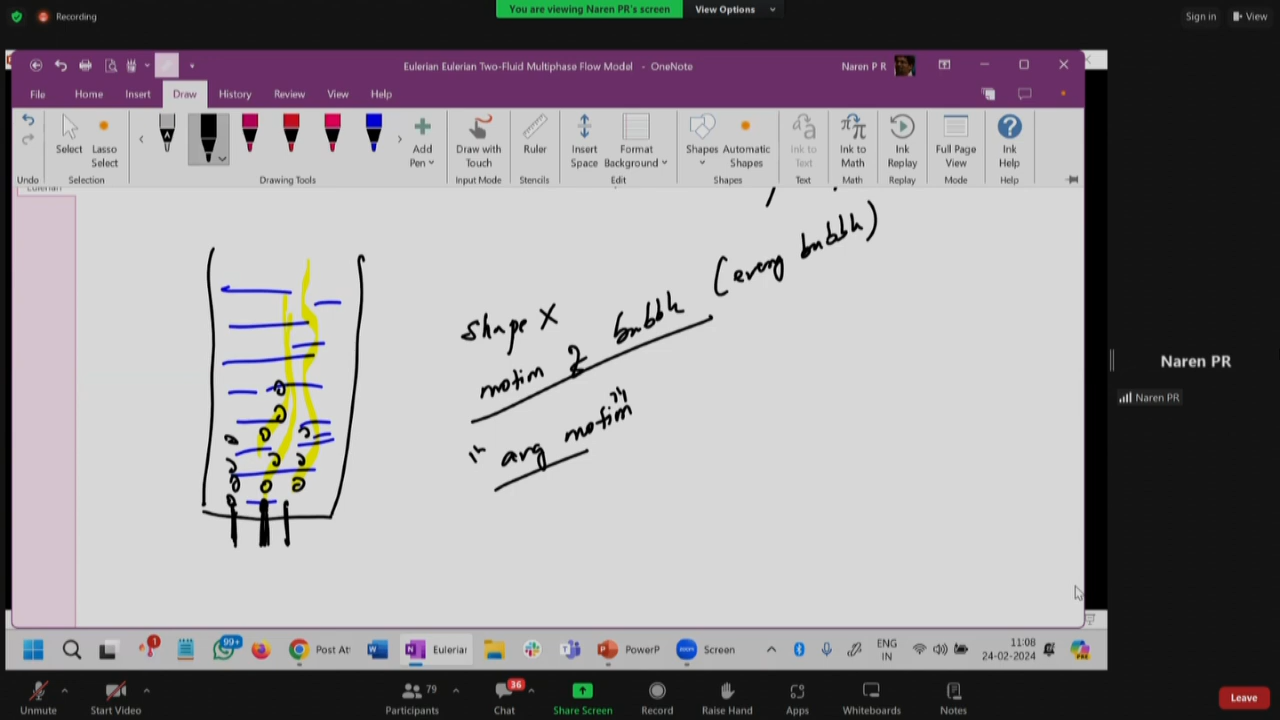 Recording
You are viewing Naren PR's screen
View Options
Sign in
View
Eulerian Eulerian Two-Fluid Multiphase Flow Model - OneNote
Naren P R
File
Home
Insert
Draw
History
Review
View
Help
Select
Lasso Select
Add Pen
Draw with Touch
Ruler
Insert Space
Format Background
Shapes
Automatic Shapes
Ink to Text
Ink to Math
Ink Replay
Full Page View
Ink Help
Undo
Selection
Drawing Tools
Input Mode
Stencils
Edit
Shapes
Text
Math
Replay
Mode
Help
Eulerian
(every bubble)
shape X
bubble
motion
avg motion
Naren PR
Naren PR
99+
1
Post Att
Eulerian
PowerP
Screen
ENG
IN
11:08
24-02-2024
Unmute
Start Video
79
Participants
36
Chat
Share Screen
Record
Raise Hand
Apps
Whiteboards
Notes
Leave